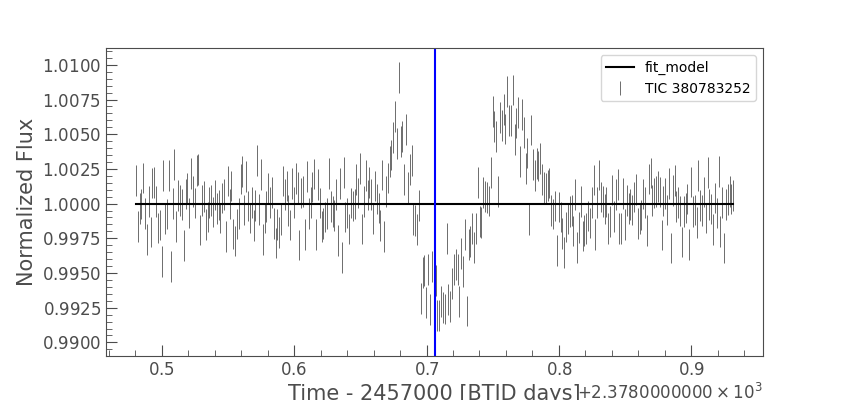 1.0100
1.0075
1.0050
1.0025
1.0000
0.9975
0.9950
0.9925
0.9900
Normalized Flux
fit_model
TIC 380783252
0.5 0.6 0.7 0.8 0.9
Time - 2457000 [BTJD days]
+2.3780000000 × 10³